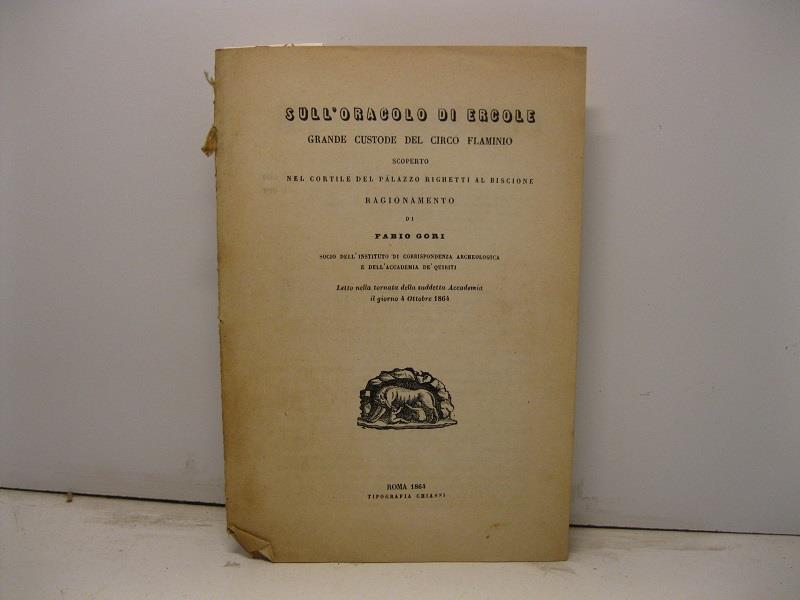 SULL'ORACOLO DI ERCOLE
GRANDE CUSTODE DEL CIRCO FLAMINIO
SCOPERTO
NEL CORTILE DEL PALAZZO RIGHETTI AL BISCIONE
RAGIONAMENTO
DI
FABIO GORI
SOCIO DELL'INSTITUTO DI CORRISPONDENZA ARCHEOLOGICA
E DELL'ACCADEMIA DE' QUIRITI
Letto nella tornata della suddetta Accademia
il giorno 4 Ottobre 1864
ROMA 1864
TIPOGRAFIA CHIASSI